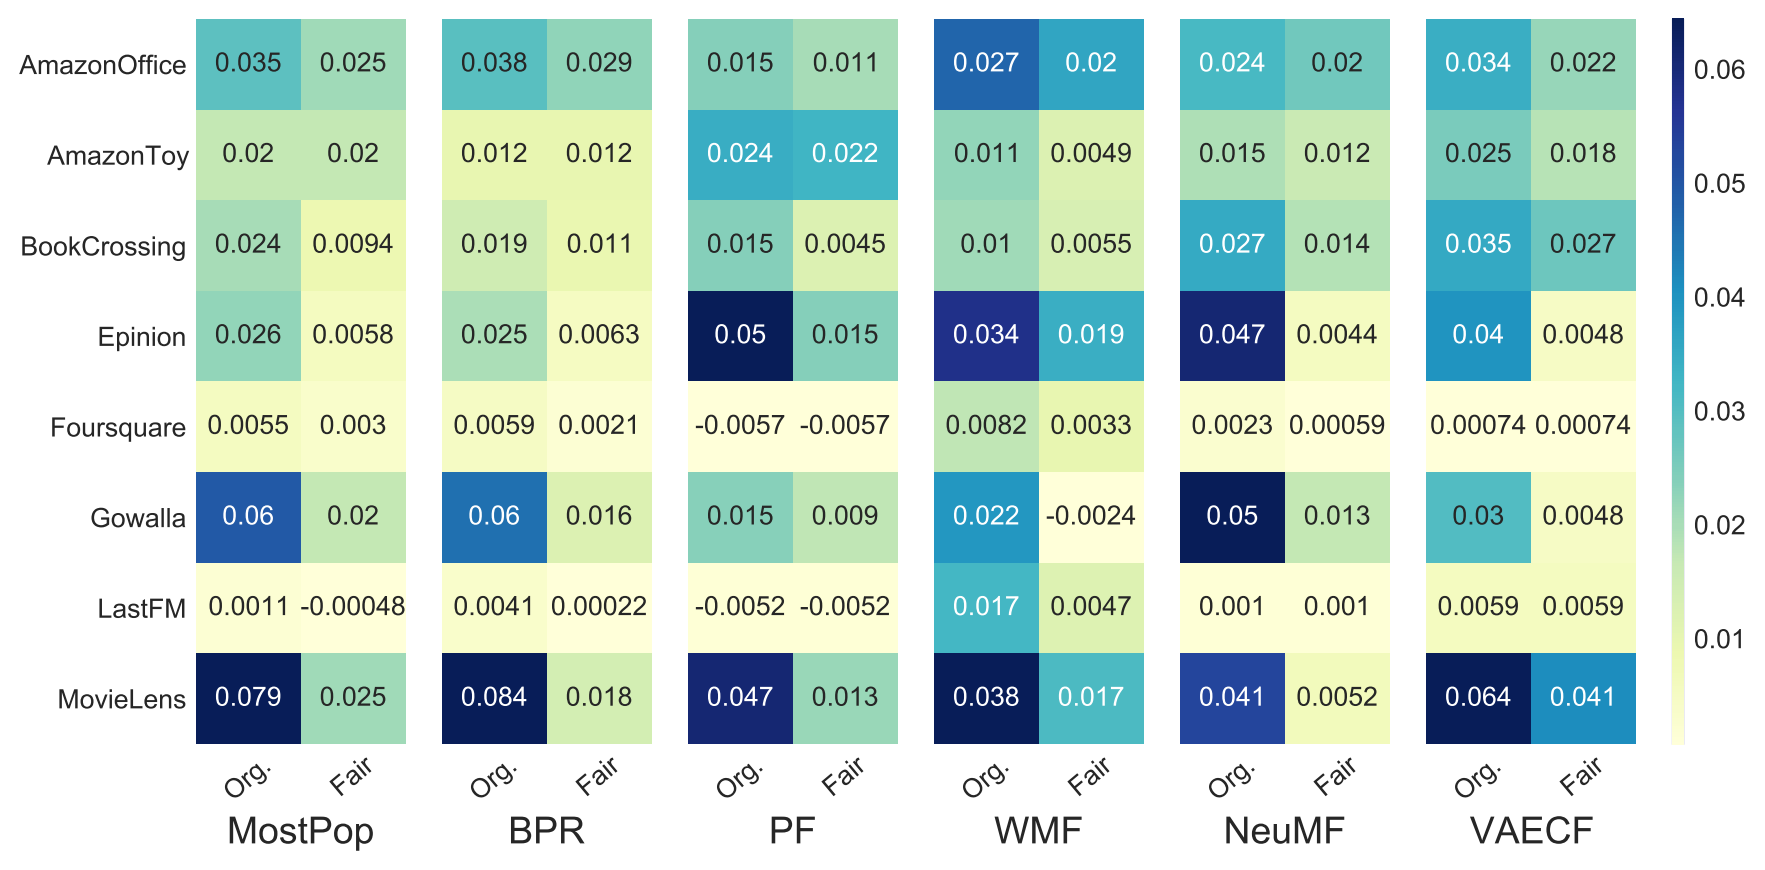 AmazonOffice 0.035 0.025 0.038 0.029 0.015 0.011 0.027 0.02 0.024 0.02 0.034 0.022
AmazonToy 0.02 0.02 0.012 0.012 0.024 0.022 0.011 0.0049 0.015 0.012 0.025 0.018
BookCrossing 0.024 0.0094 0.019 0.011 0.015 0.0045 0.01 0.0055 0.027 0.014 0.035 0.027
Epinion 0.026 0.0058 0.025 0.0063 0.05 0.015 0.034 0.019 0.047 0.0044 0.04 0.0048
Foursquare 0.0055 0.003 0.0059 0.0021 -0.0057 -0.0057 0.0082 0.0033 0.0023 0.00059 0.00074 0.00074
Gowalla 0.06 0.02 0.06 0.016 0.015 0.009 0.022 -0.0024 0.05 0.013 0.03 0.0048
LastFM 0.0011 -0.00048 0.0041 0.00022 -0.0052 -0.0052 0.017 0.0047 0.001 0.001 0.0059 0.0059
MovieLens 0.079 0.025 0.084 0.018 0.047 0.013 0.038 0.017 0.041 0.0052 0.064 0.041
Org. Fair Org. Fair Org. Fair Org. Fair Org. Fair Org. Fair
MostPop BPR PF WMF NeuMF VAECF
0.06
0.05
0.04
0.03
0.02
0.01